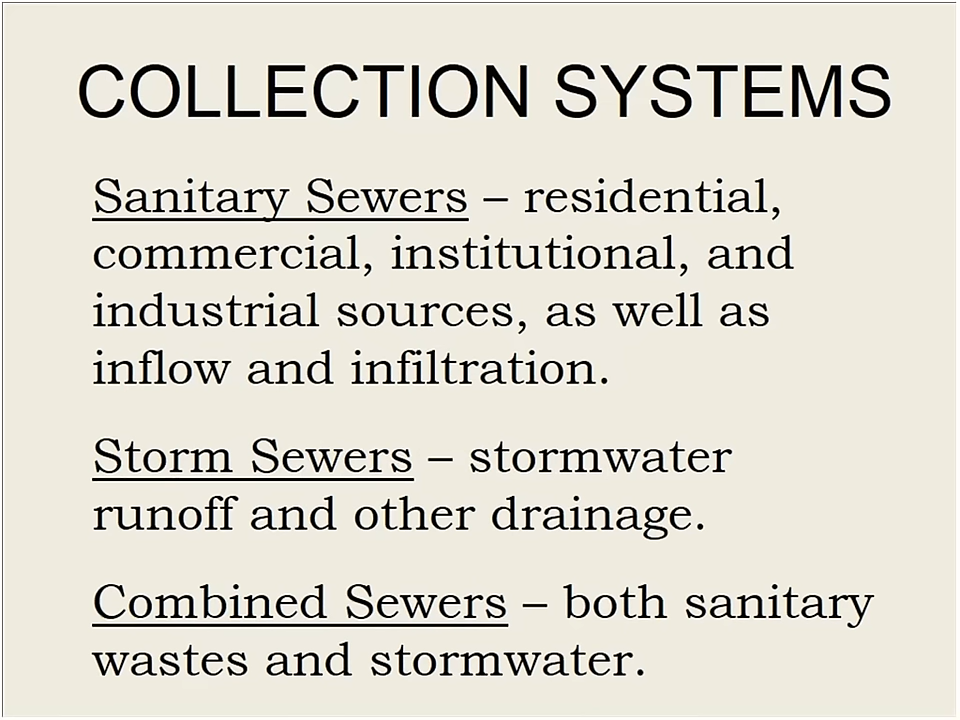 COLLECTION SYSTEMS
Sanitary Sewers – residential,
commercial, institutional, and
industrial sources, as well as
inflow and infiltration.
Storm Sewers – stormwater
runoff and other drainage.
Combined Sewers – both sanitary
wastes and stormwater.